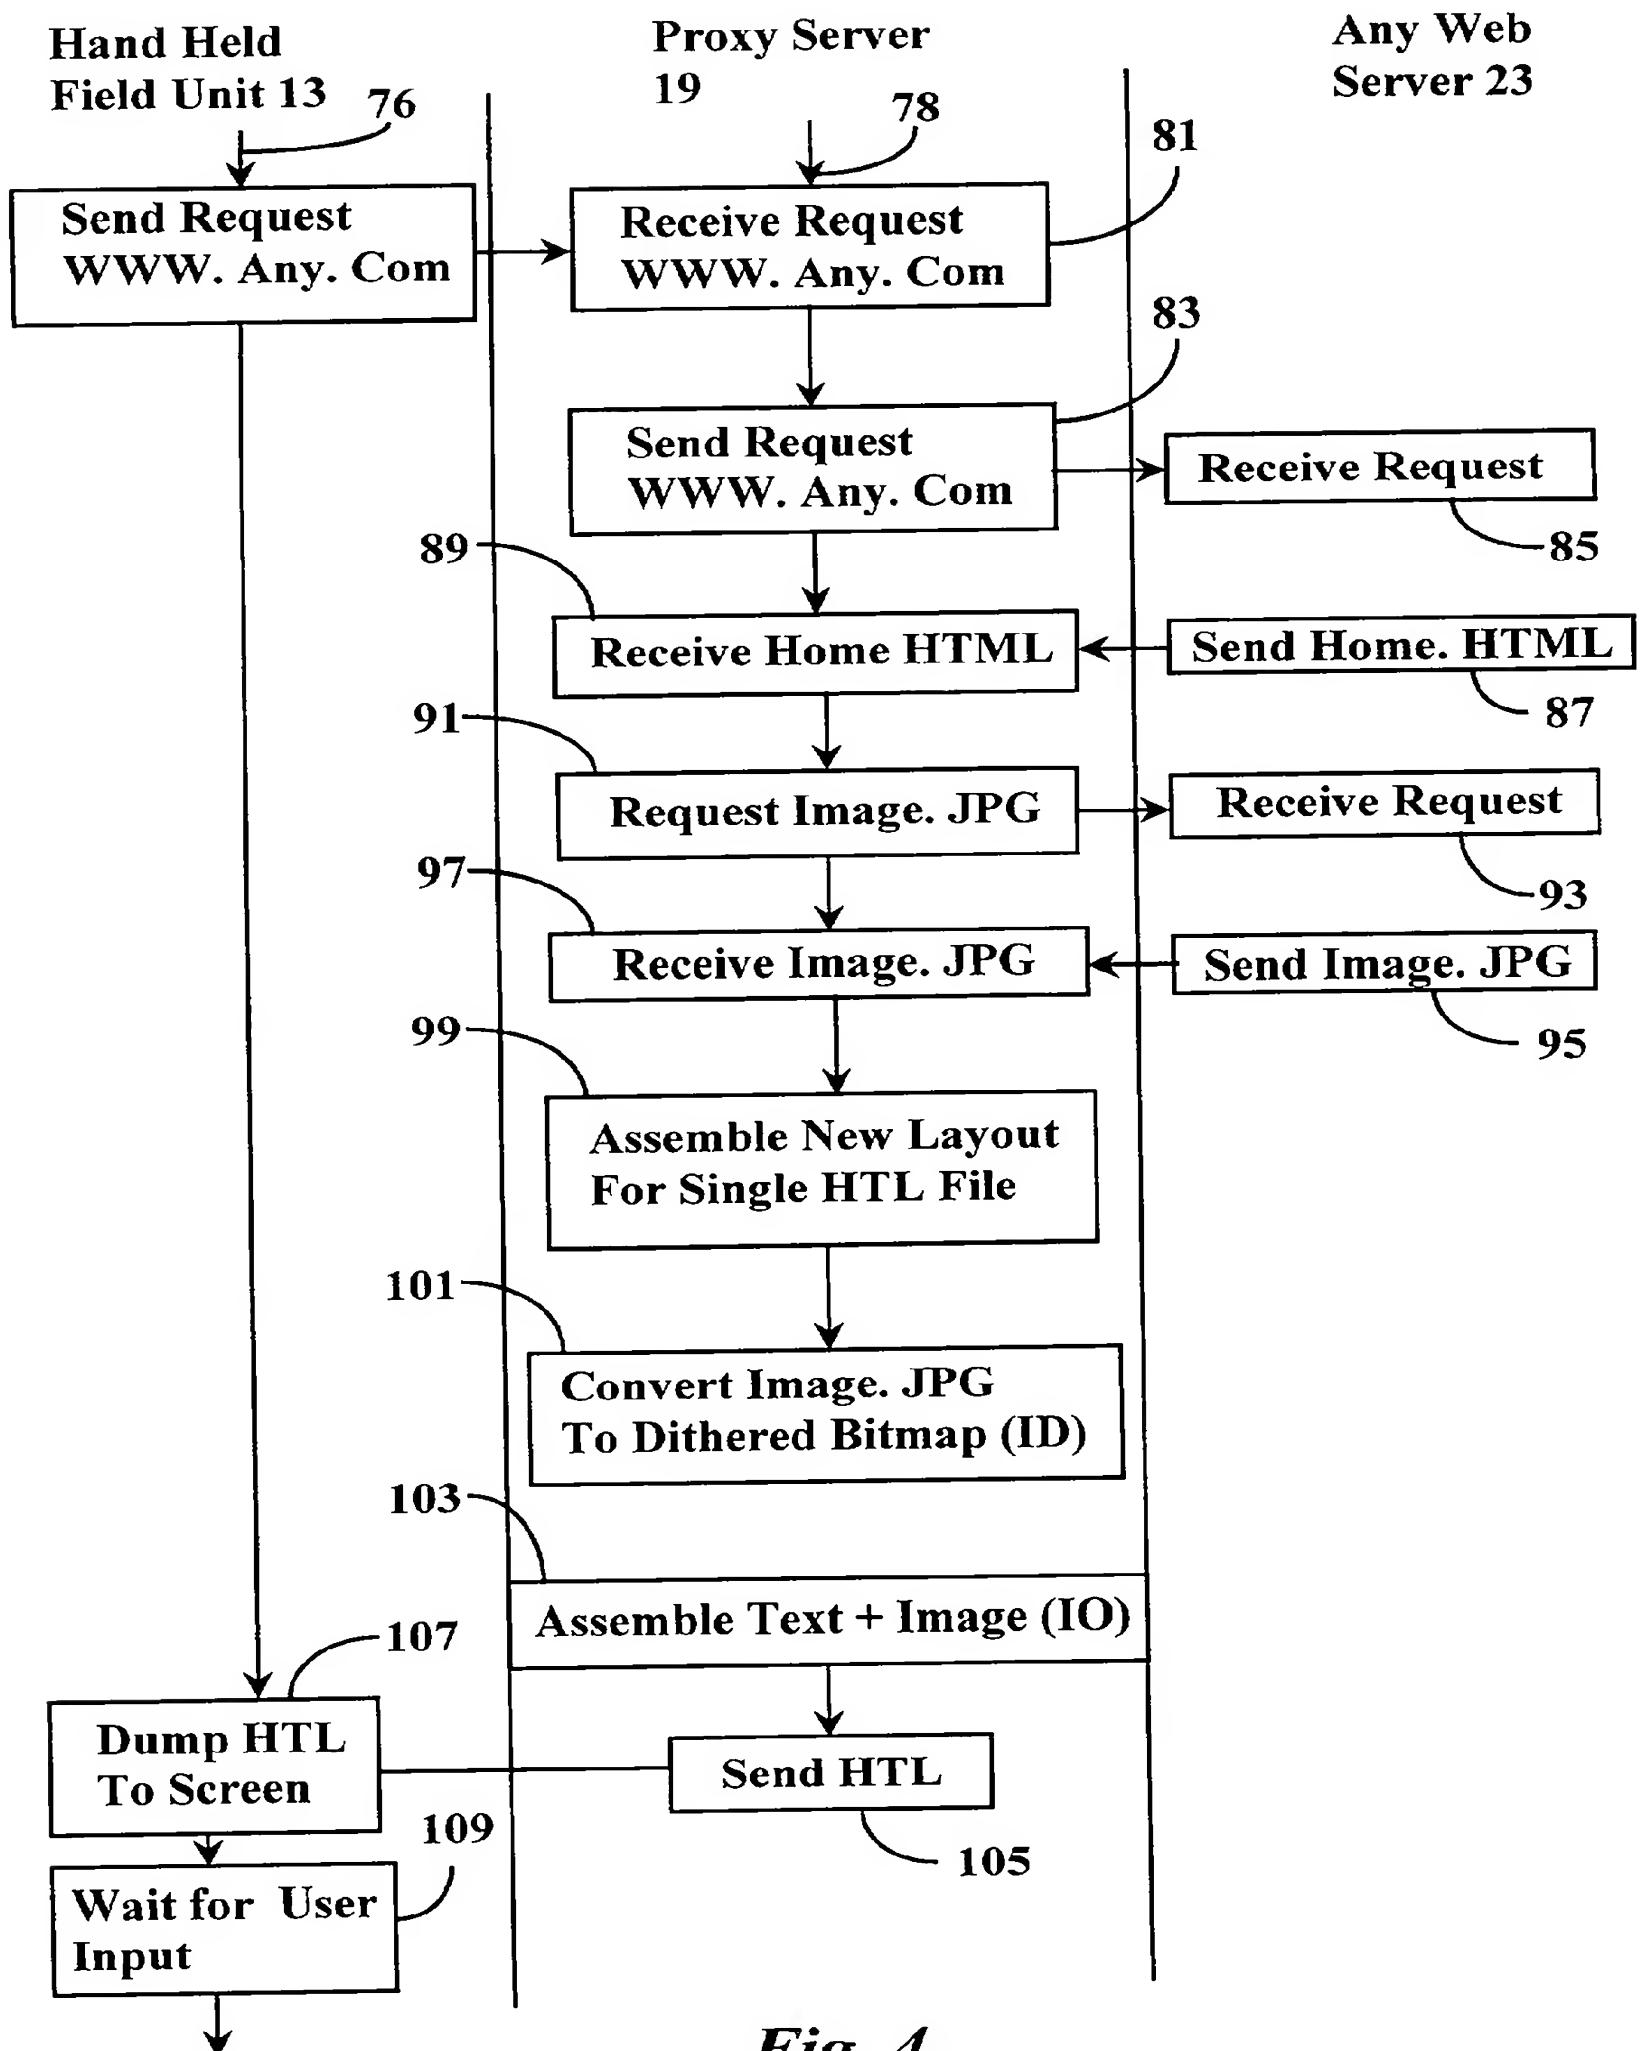 Hand Held
Field Unit 13
76
Proxy Server
19
78
Any Web
Server 23
81
Send Request
WWW. Any. Com
Receive Request
WWW. Any. Com
83
Send Request
WWW. Any. Com
Receive Request
85
89
Receive Home HTML
Send Home. HTML
87
91
Request Image. JPG
Receive Request
93
97
Receive Image. JPG
Send Image. JPG
95
99
Assemble New Layout
For Single HTL File
101
Convert Image. JPG
To Dithered Bitmap (ID)
103
Assemble Text + Image (IO)
107
Dump HTL
To Screen
Send HTL
105
109
Wait for User
Input
Fig. 4